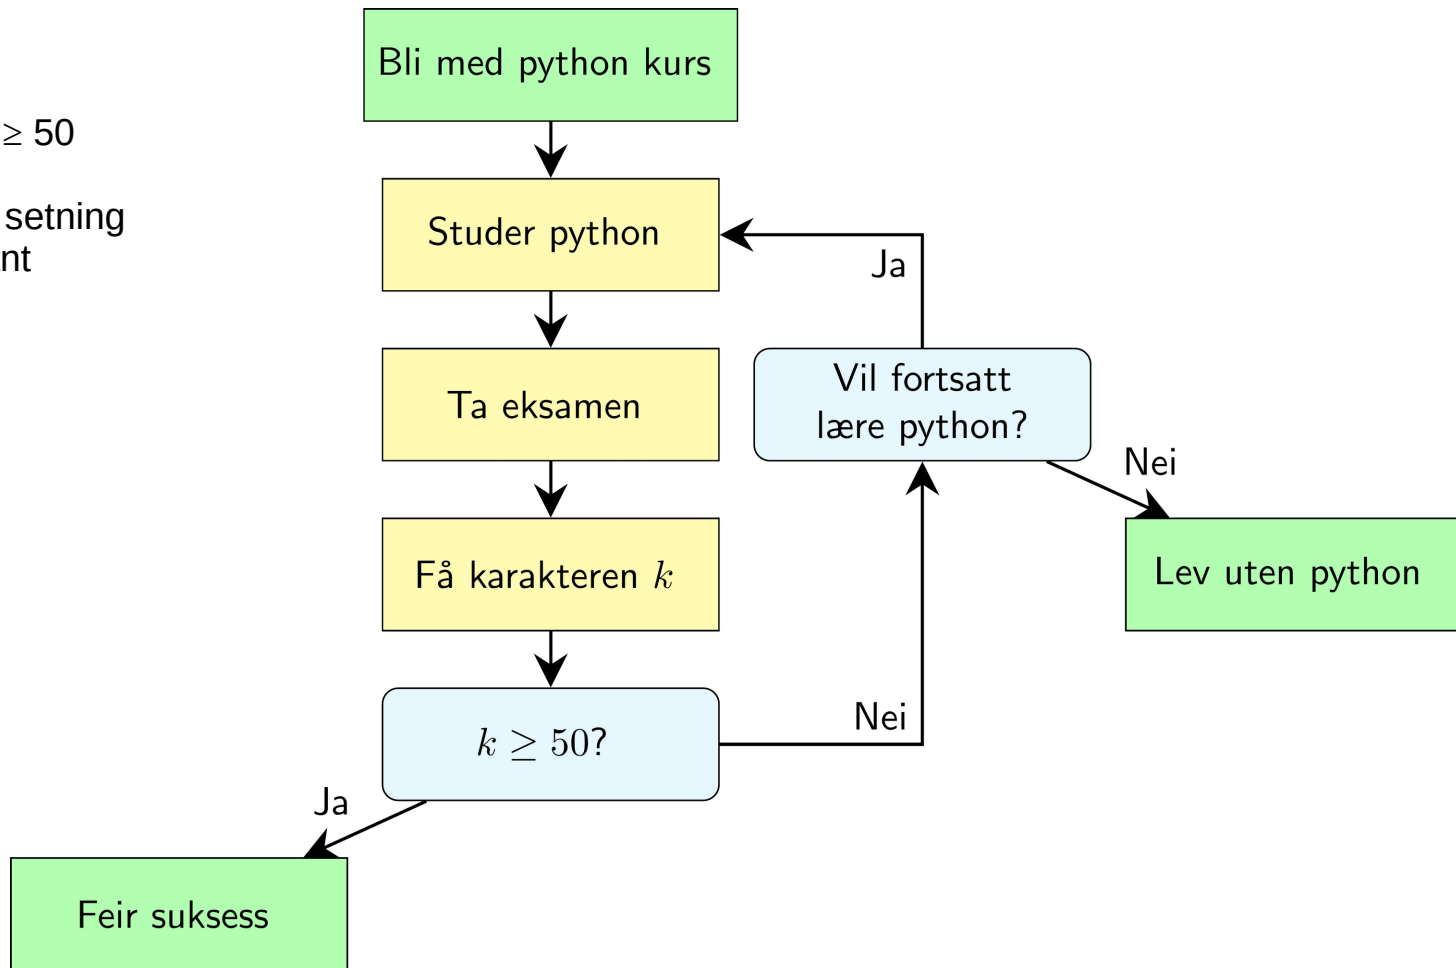 Bli med python kurs
≥ 50
setning
Studer python
Ja
Ta eksamen
Vil fortsatt
lære python?
Nei
Få karakteren k
Lev uten python
k ≥ 50?
Nei
Ja
Feir suksess